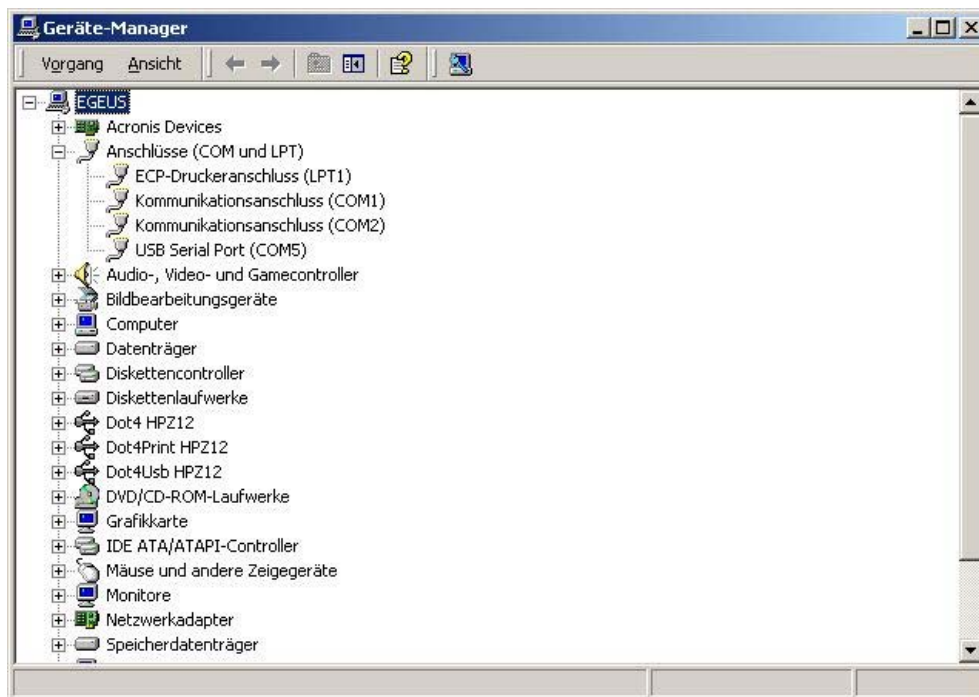 Geräte-Manager
Vorgang Ansicht
EGEUS
Acronis Devices
Anschlüsse (COM und LPT)
ECP-Druckeranschluss (LPT1)
Kommunikationsanschluss (COM1)
Kommunikationsanschluss (COM2)
USB Serial Port (COM5)
Audio-, Video- und Gamecontroller
Bildbearbeitungsgeräte
Computer
Datenträger
Diskettencontroller
Diskettenlaufwerke
Dot4 HPZ12
Dot4Print HPZ12
Dot4Usb HPZ12
DVD/CD-ROM-Laufwerke
Grafikkarte
IDE ATA/ATAPI-Controller
Mäuse und andere Zeigegeräte
Monitore
Netzwerkadapter
Speicherdatenträger